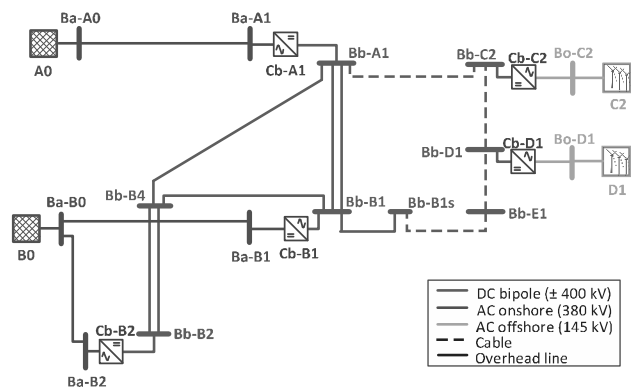 Ba-A0
Ba-A1
A0
Cb-A1
Bb-A1
Bb-C2
Cb-C2
Bo-C2
C2
Bb-D1
Cb-D1
Bo-D1
D1
Bb-B4
Ba-B0
B0
Ba-B1
Cb-B1
Bb-B1
Bb-B1s
Bb-E1
Cb-B2
Bb-B2
Ba-B2
DC bipole (± 400 kV)
AC onshore (380 kV)
AC offshore (145 kV)
Cable
Overhead line